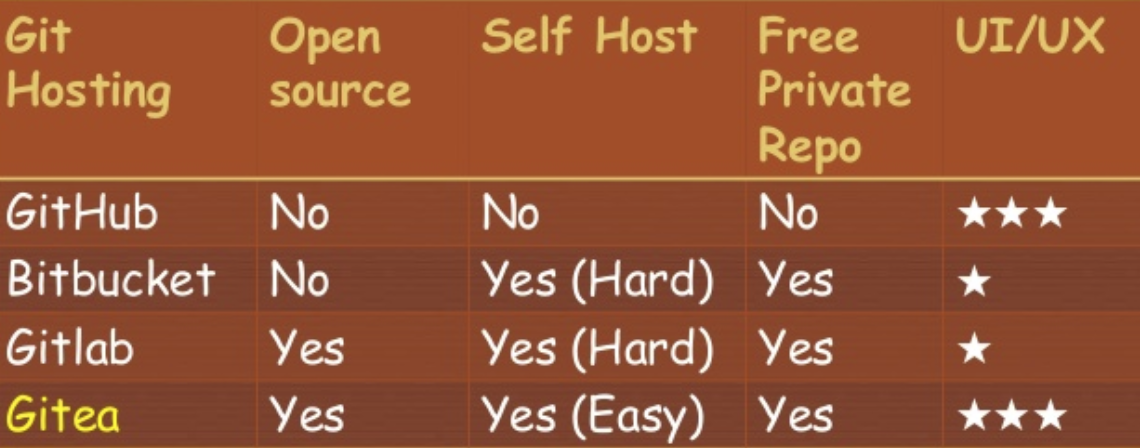 Git Hosting | Open source | Self Host | Free Private Repo | UI/UX
GitHub | No | No | No | ★★★
Bitbucket | No | Yes (Hard) | Yes | ★
Gitlab | Yes | Yes (Hard) | Yes | ★
Gitea | Yes | Yes (Easy) | Yes | ★★★